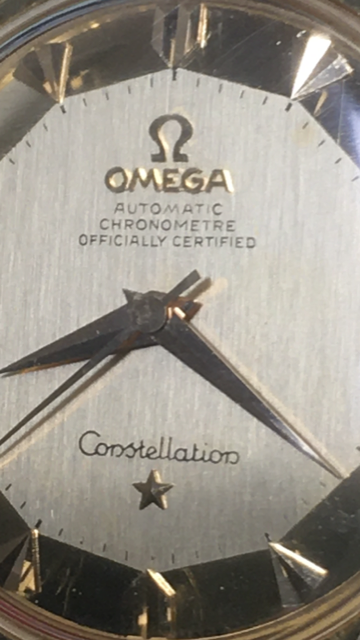 Ω
OMEGA
AUTOMATIC
CHRONOMETRE
OFFICIALLY CERTIFIED
Constellation